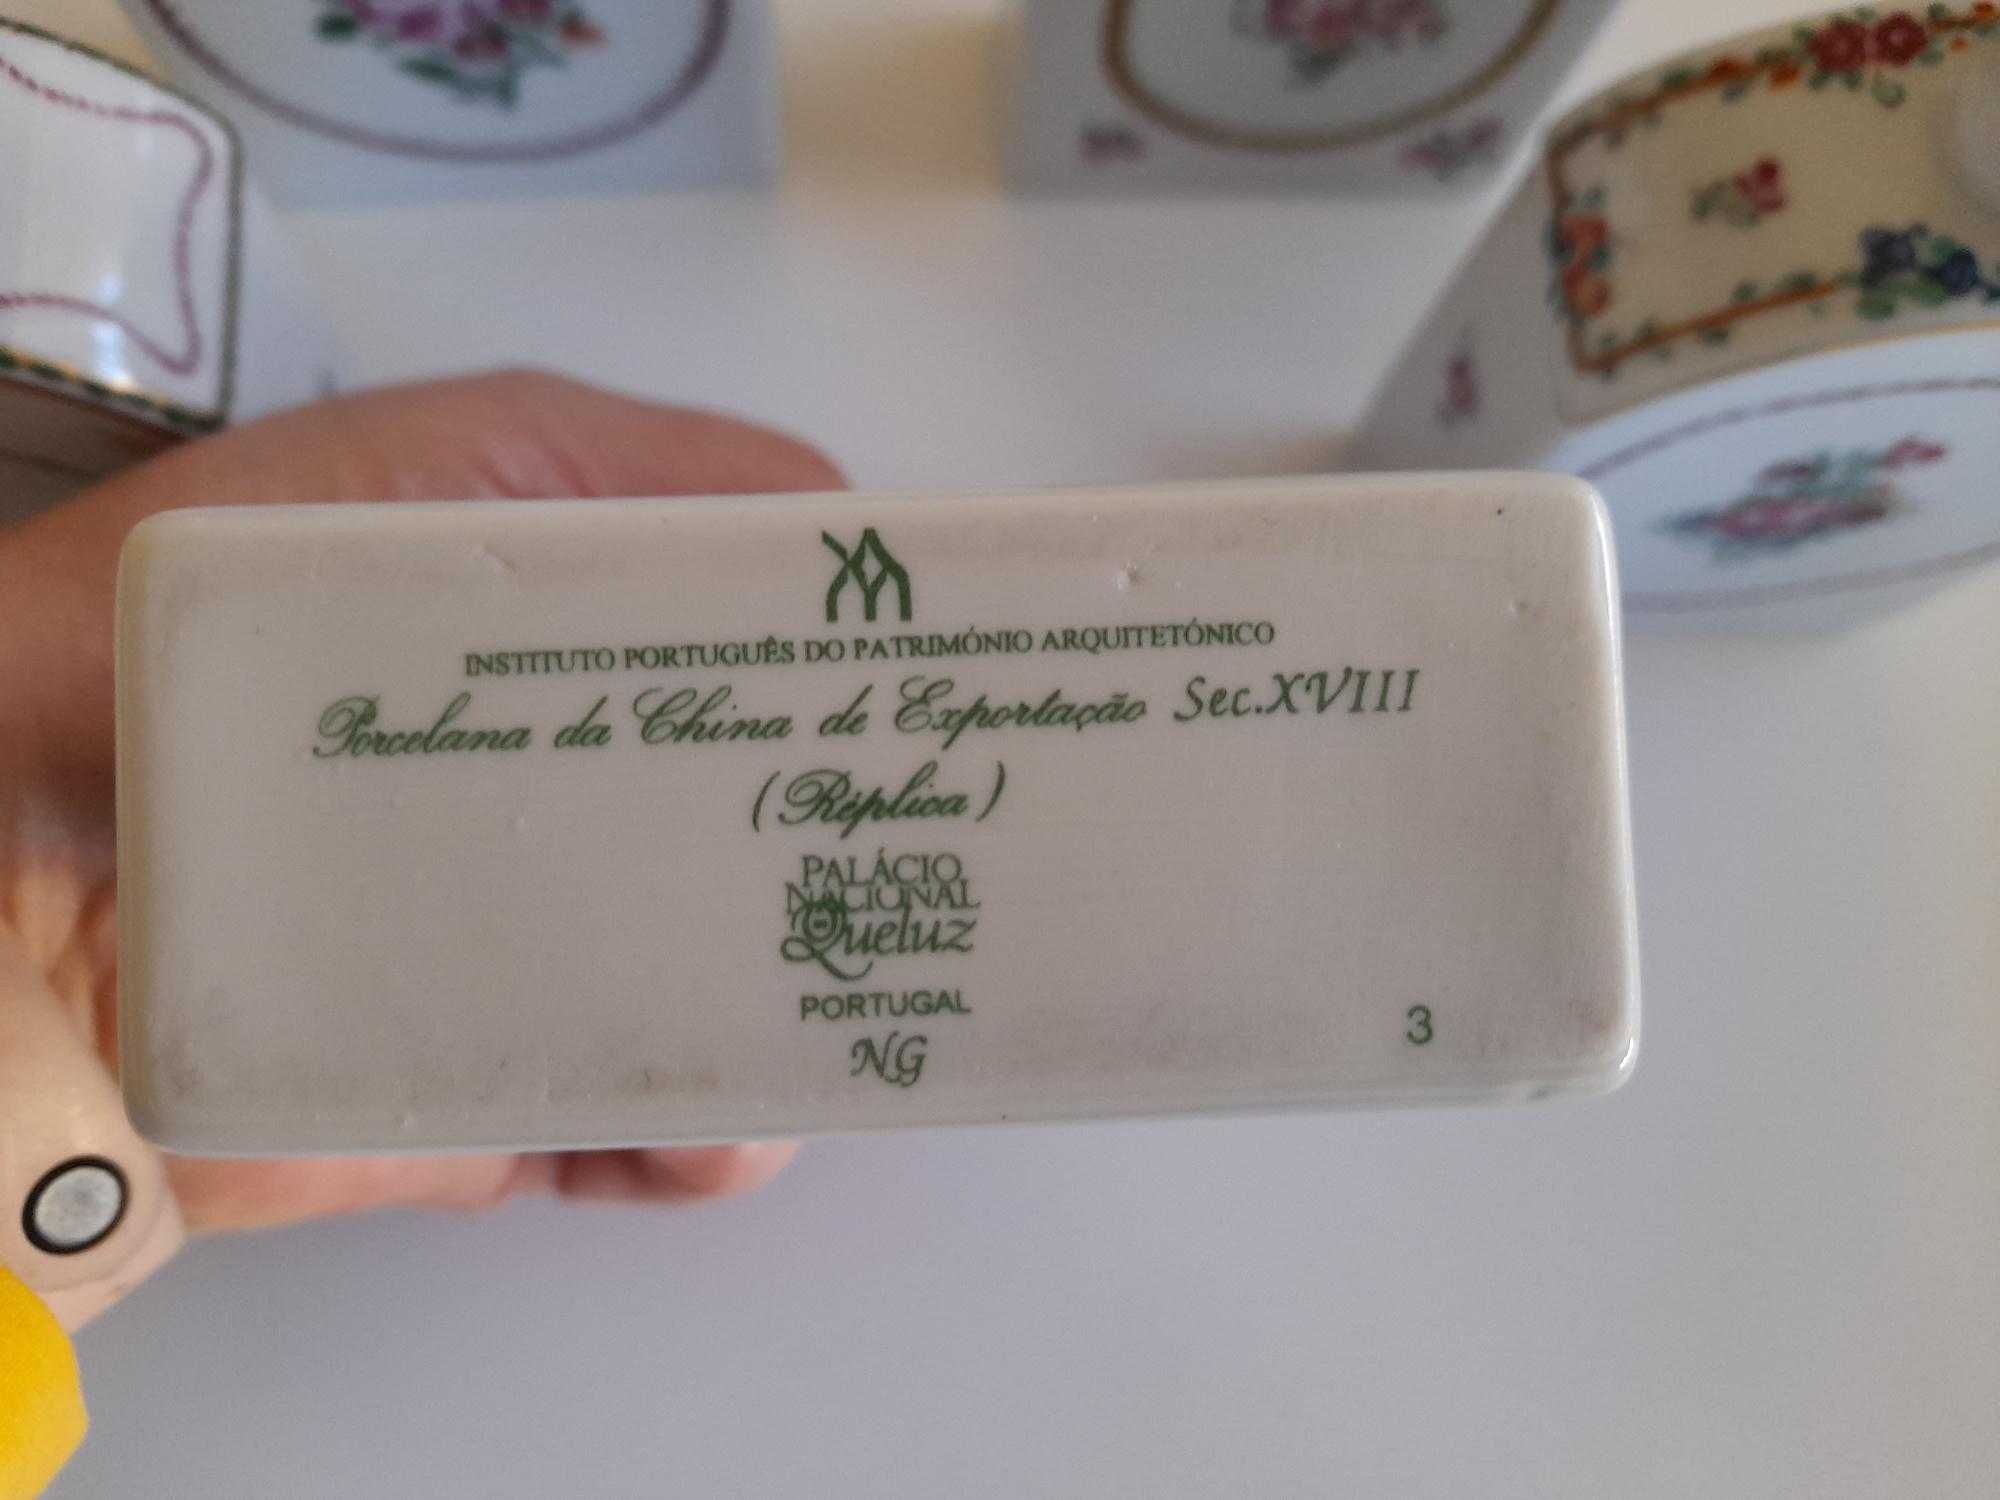 INSTITUTO PORTUGUÊS DO PATRIMÓNIO ARQUITETÓNICO
Porcelana da China de Exportação Sec.XVIII
(Réplica)
PALÁCIO
NACIONAL
DE
Queluz
PORTUGAL
NG
3